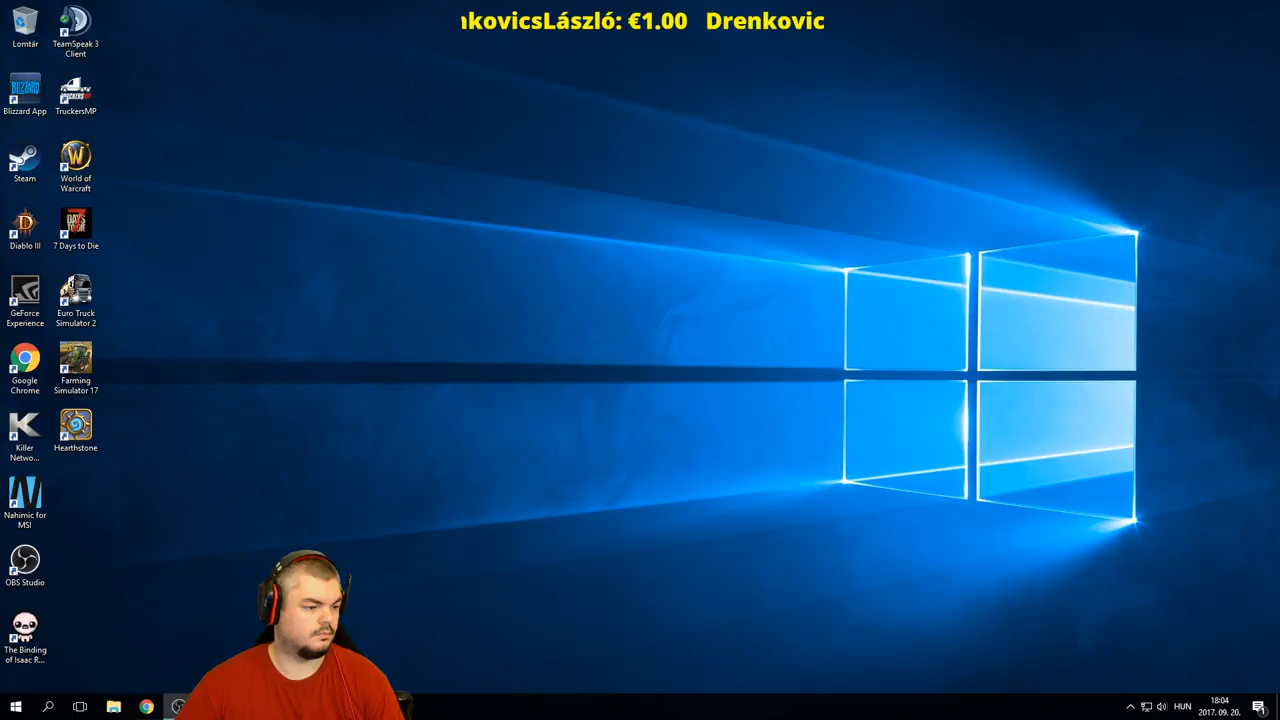 nkovicsLászló: €1.00 Drenkovic
Lomtár
TeamSpeak 3
Client
Blizzard App
TruckersMP
Steam
World of
Warcraft
Diablo III
7 Days to Die
GeForce
Experience
Euro Truck
Simulator 2
Google
Chrome
Farming
Simulator 17
Killer
Netwo...
Hearthstone
Nahimic for
MSI
OBS Studio
The Binding
of Isaac R...
HUN
18:04
2017. 09. 20.